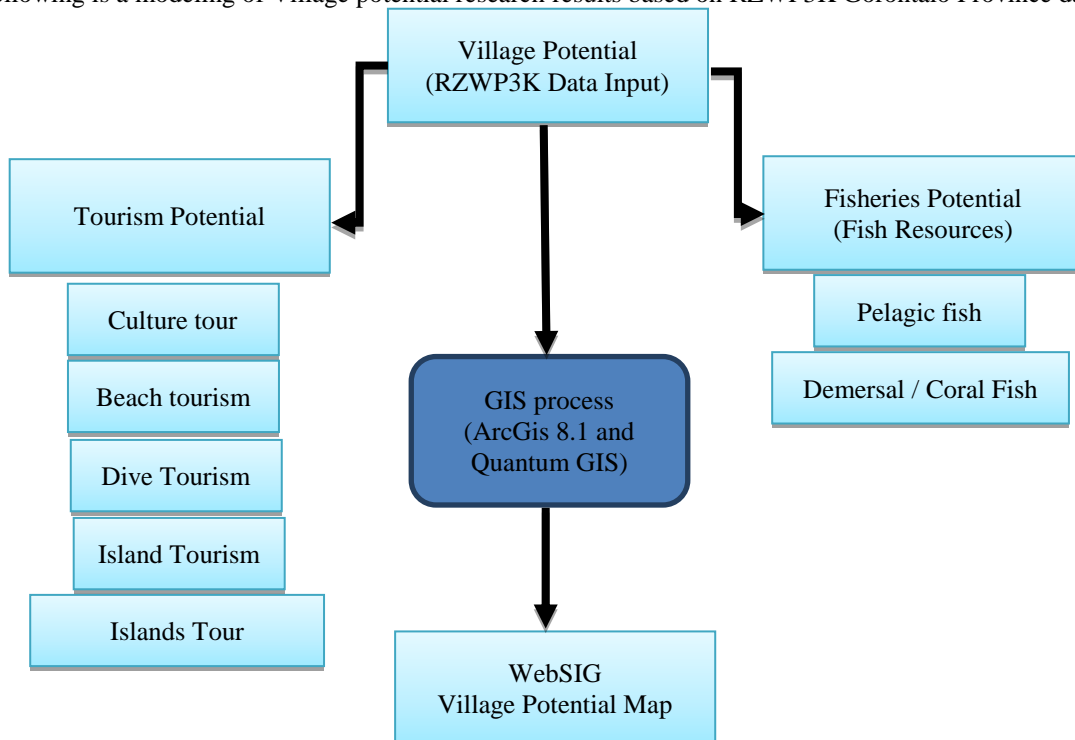 Village Potential
(RZWP3K Data Input)
Tourism Potential
Fisheries Potential
(Fish Resources)
Culture tour
Pelagic fish
Beach tourism
Demersal / Coral Fish
GIS process
(ArcGis 8.1 and
Quantum GIS)
Dive Tourism
Island Tourism
Islands Tour
WebSIG
Village Potential Map